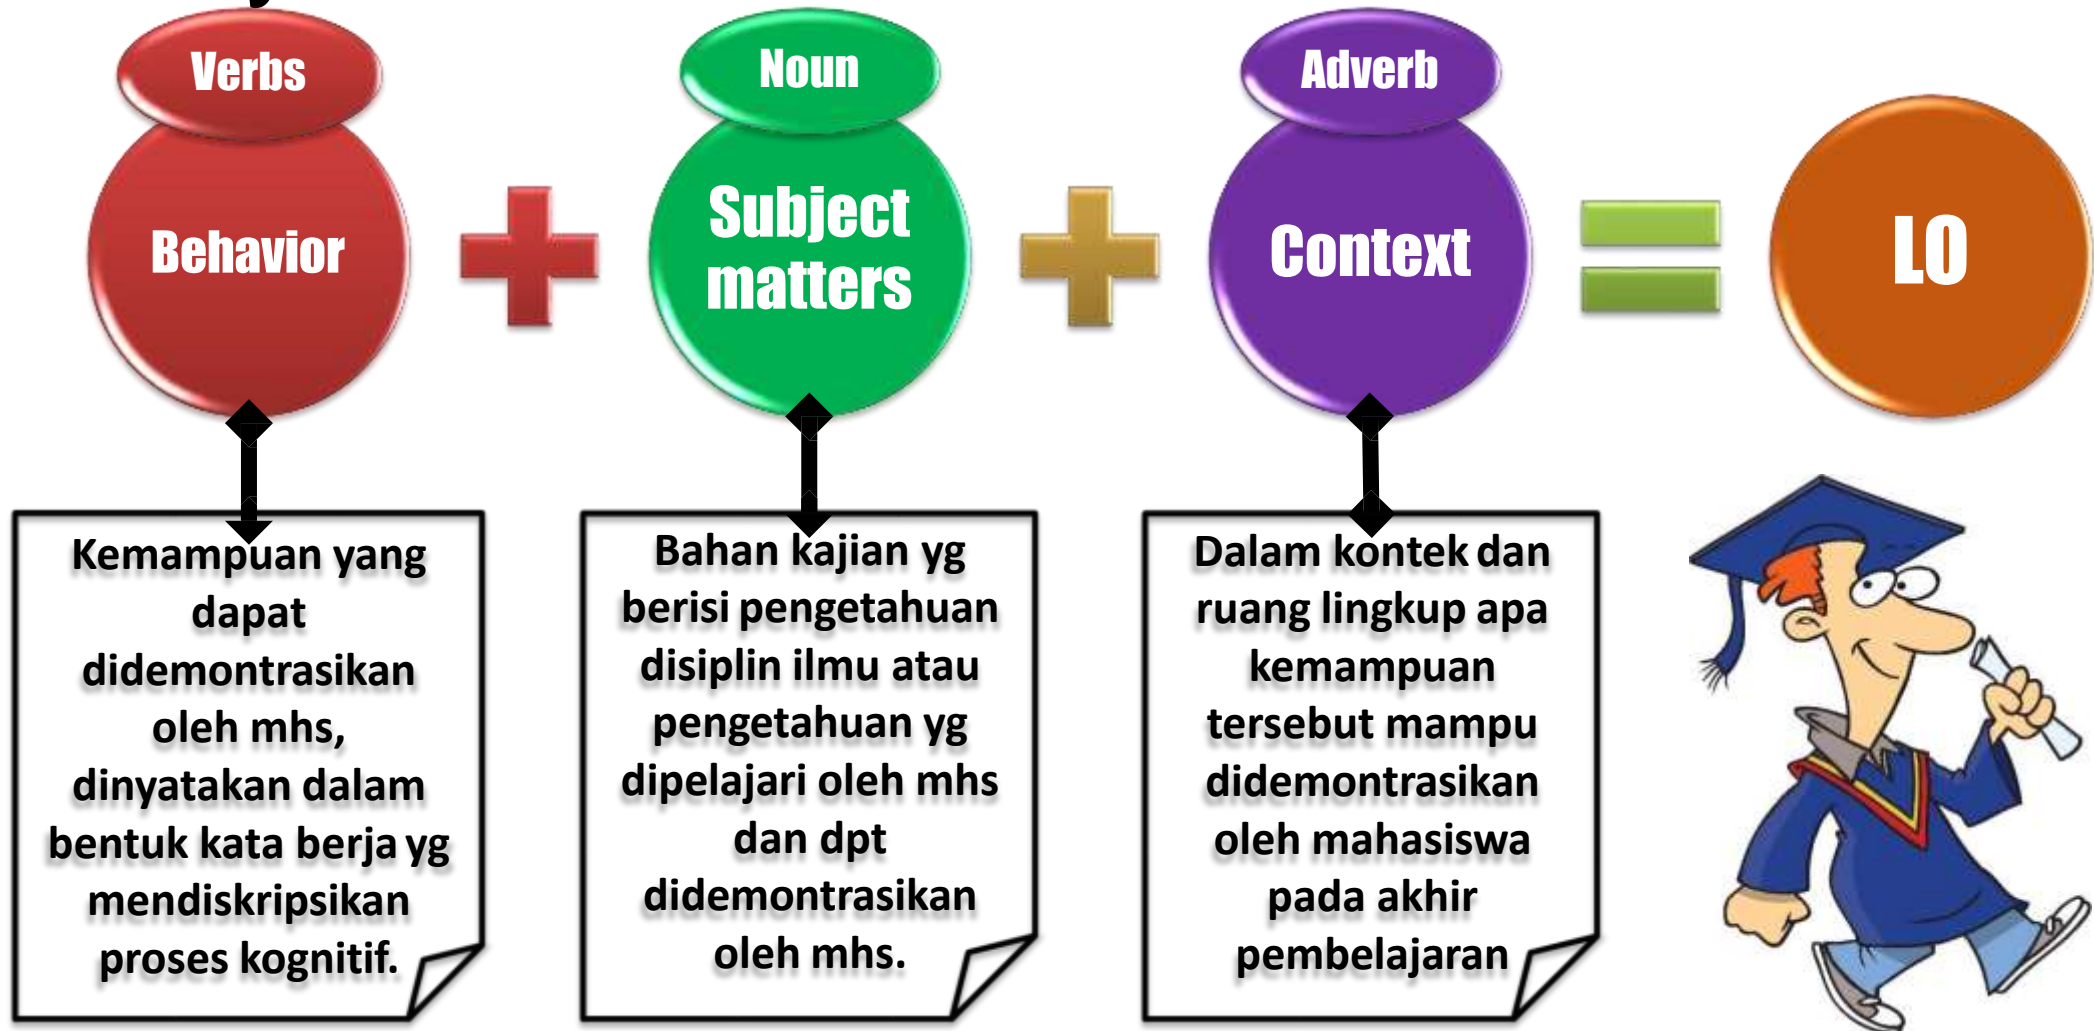 Verbs
Behavior
Noun
Subject
matters
Adverb
Context
LO
Kemampuan yang
dapat
didemontrasikan
oleh mhs,
dinyatakan dalam
bentuk kata berja yg
mendiskripsikan
proses kognitif.
Bahan kajian yg
berisi pengetahuan
disiplin ilmu atau
pengetahuan yg
dipelajari oleh mhs
dan dpt
didemontrasikan
oleh mhs.
Dalam kontek dan
ruang lingkup apa
kemampuan
tersebut mampu
didemontrasikan
oleh mahasiswa
pada akhir
pembelajaran